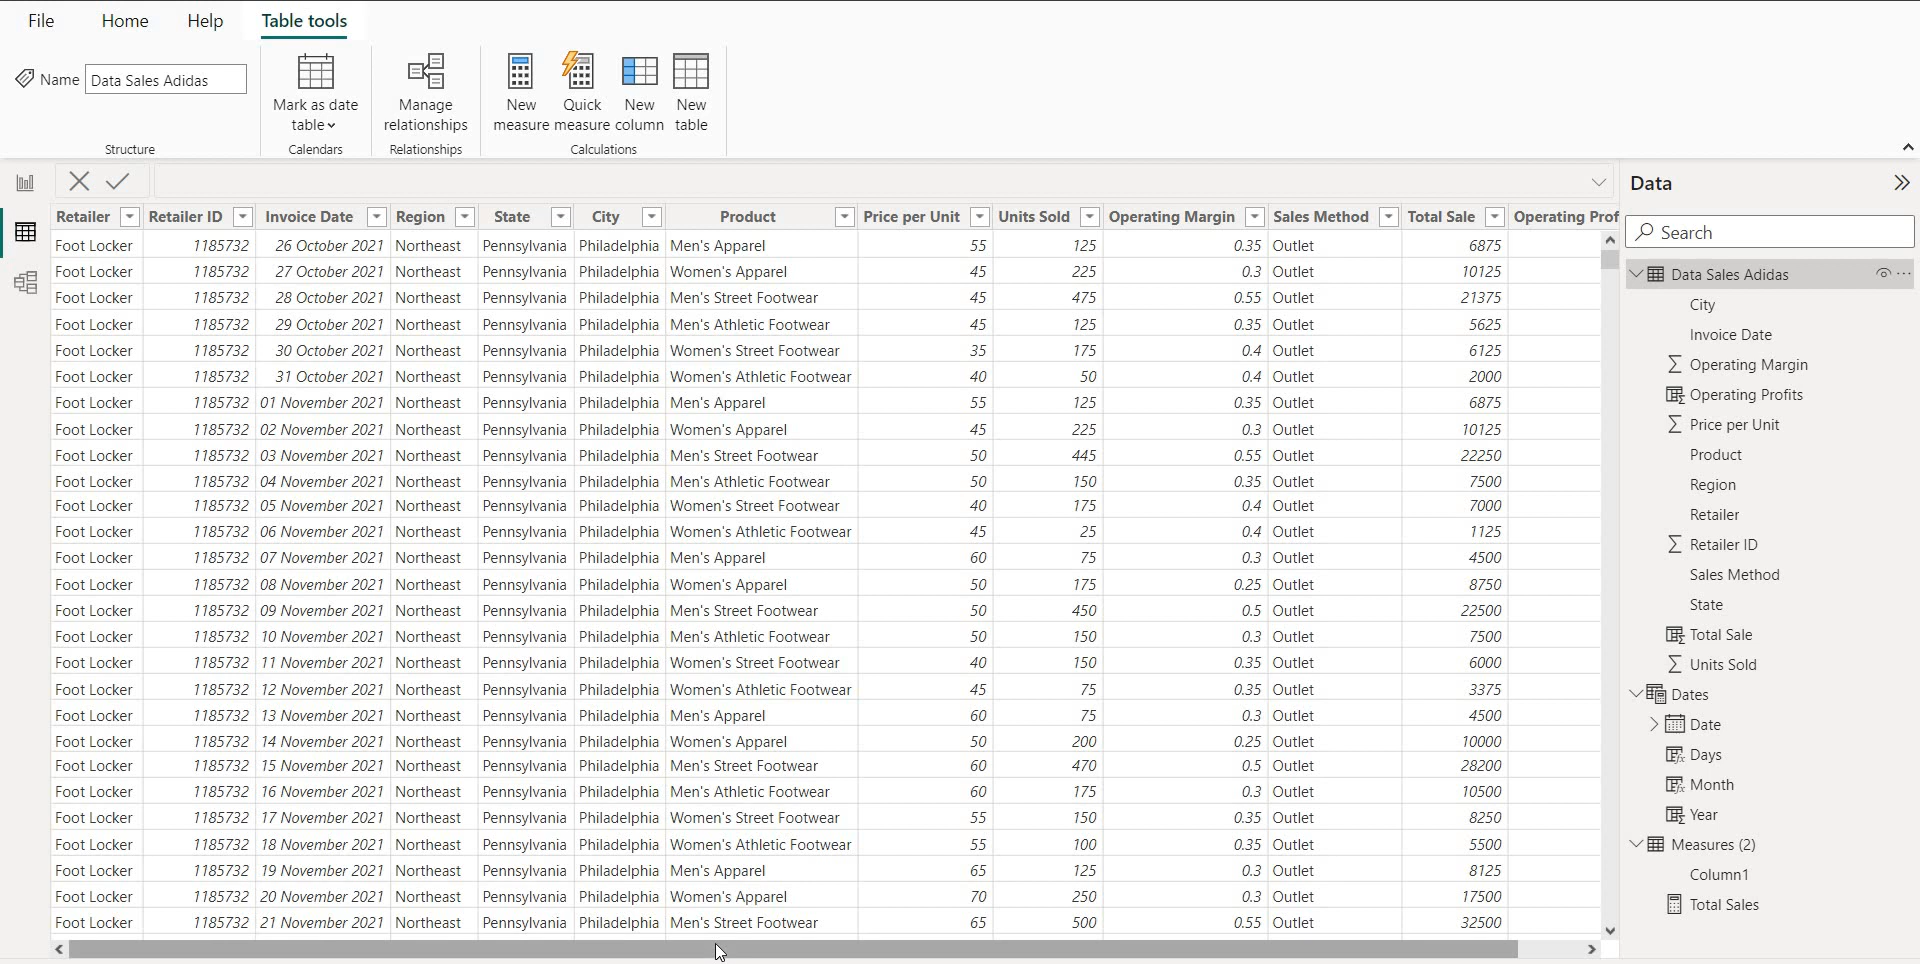 File Home Help Table tools
Name Data Sales Adidas
Mark as date table
Manage relationships
New measure
Quick measure
New column
New table
Structure Calendars Relationships Calculations
Retailer Retailer ID Invoice Date Region State City Product Price per Unit Units Sold Operating Margin Sales Method Total Sale Operating Prof
Foot Locker 1185732 26 October 2021 Northeast Pennsylvania Philadelphia Men's Apparel 55 125 0.35 Outlet 6875
Foot Locker 1185732 27 October 2021 Northeast Pennsylvania Philadelphia Women's Apparel 45 225 0.3 Outlet 10125
Foot Locker 1185732 28 October 2021 Northeast Pennsylvania Philadelphia Men's Street Footwear 45 475 0.55 Outlet 21375
Foot Locker 1185732 29 October 2021 Northeast Pennsylvania Philadelphia Men's Athletic Footwear 45 125 0.35 Outlet 5625
Foot Locker 1185732 30 October 2021 Northeast Pennsylvania Philadelphia Women's Street Footwear 35 175 0.4 Outlet 6125
Foot Locker 1185732 31 October 2021 Northeast Pennsylvania Philadelphia Women's Athletic Footwear 40 50 0.4 Outlet 2000
Foot Locker 1185732 01 November 2021 Northeast Pennsylvania Philadelphia Men's Apparel 55 125 0.35 Outlet 6875
Foot Locker 1185732 02 November 2021 Northeast Pennsylvania Philadelphia Women's Apparel 45 225 0.3 Outlet 10125
Foot Locker 1185732 03 November 2021 Northeast Pennsylvania Philadelphia Men's Street Footwear 50 445 0.55 Outlet 22250
Foot Locker 1185732 04 November 2021 Northeast Pennsylvania Philadelphia Men's Athletic Footwear 50 150 0.35 Outlet 7500
Foot Locker 1185732 05 November 2021 Northeast Pennsylvania Philadelphia Women's Street Footwear 40 175 0.4 Outlet 7000
Foot Locker 1185732 06 November 2021 Northeast Pennsylvania Philadelphia Women's Athletic Footwear 45 25 0.4 Outlet 1125
Foot Locker 1185732 07 November 2021 Northeast Pennsylvania Philadelphia Men's Apparel 60 75 0.3 Outlet 4500
Foot Locker 1185732 08 November 2021 Northeast Pennsylvania Philadelphia Women's Apparel 50 175 0.25 Outlet 8750
Foot Locker 1185732 09 November 2021 Northeast Pennsylvania Philadelphia Men's Street Footwear 50 450 0.5 Outlet 22500
Foot Locker 1185732 10 November 2021 Northeast Pennsylvania Philadelphia Men's Athletic Footwear 50 150 0.3 Outlet 7500
Foot Locker 1185732 11 November 2021 Northeast Pennsylvania Philadelphia Women's Street Footwear 40 150 0.35 Outlet 6000
Foot Locker 1185732 12 November 2021 Northeast Pennsylvania Philadelphia Women's Athletic Footwear 45 75 0.35 Outlet 3375
Foot Locker 1185732 13 November 2021 Northeast Pennsylvania Philadelphia Men's Apparel 60 75 0.3 Outlet 4500
Foot Locker 1185732 14 November 2021 Northeast Pennsylvania Philadelphia Women's Apparel 50 200 0.25 Outlet 10000
Foot Locker 1185732 15 November 2021 Northeast Pennsylvania Philadelphia Men's Street Footwear 60 470 0.5 Outlet 28200
Foot Locker 1185732 16 November 2021 Northeast Pennsylvania Philadelphia Men's Athletic Footwear 60 175 0.3 Outlet 10500
Foot Locker 1185732 17 November 2021 Northeast Pennsylvania Philadelphia Women's Street Footwear 55 150 0.35 Outlet 8250
Foot Locker 1185732 18 November 2021 Northeast Pennsylvania Philadelphia Women's Athletic Footwear 55 100 0.35 Outlet 5500
Foot Locker 1185732 19 November 2021 Northeast Pennsylvania Philadelphia Men's Apparel 65 125 0.3 Outlet 8125
Foot Locker 1185732 20 November 2021 Northeast Pennsylvania Philadelphia Women's Apparel 70 250 0.3 Outlet 17500
Foot Locker 1185732 21 November 2021 Northeast Pennsylvania Philadelphia Men's Street Footwear 65 500 0.55 Outlet 32500
Data
Search
Data Sales Adidas
City
Invoice Date
Operating Margin
Operating Profits
Price per Unit
Product
Region
Retailer
Retailer ID
Sales Method
State
Total Sale
Units Sold
Dates
Date
Days
Month
Year
Measures (2)
Column1
Total Sales